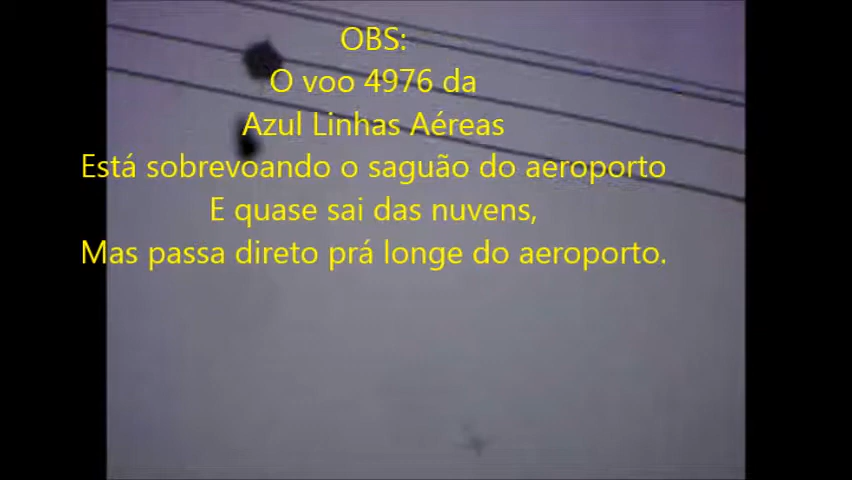 OBS:
O voo 4976 da
Azul Linhas Aéreas
Está sobrevoando o saguão do aeroporto
E quase sai das nuvens,
Mas passa direto prá longe do aeroporto.